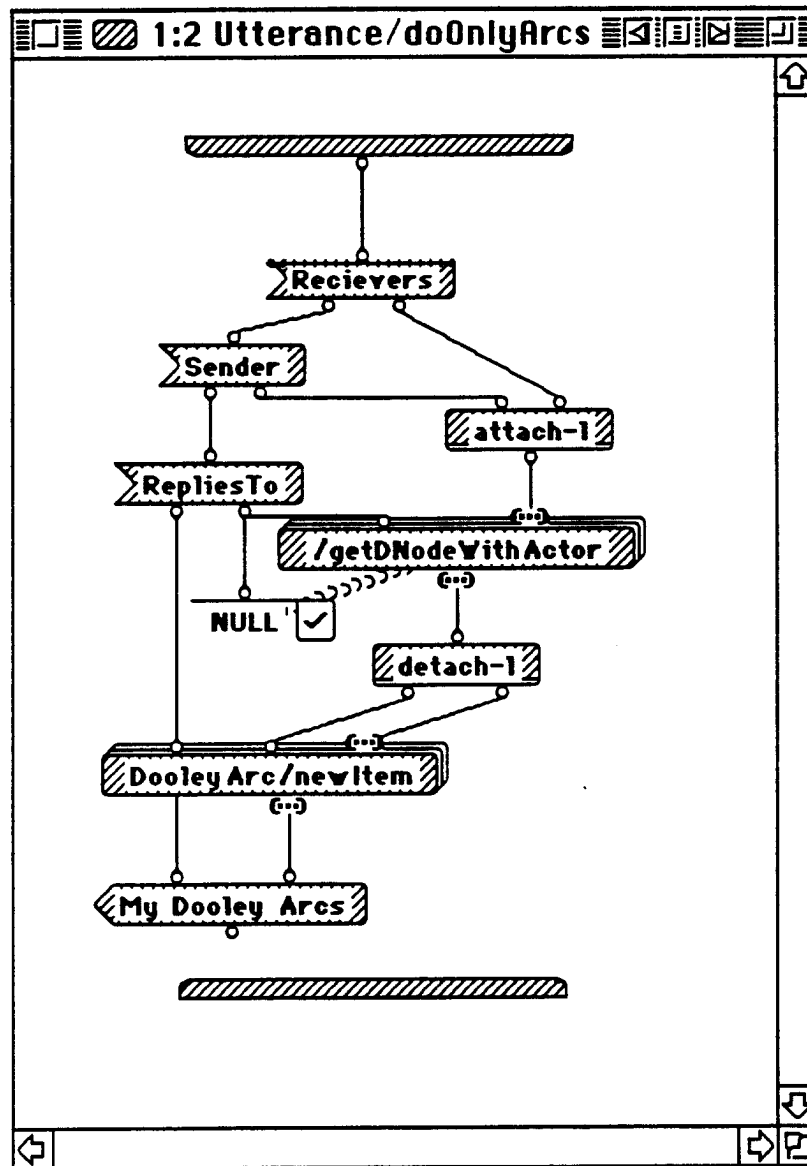 1:2 Utterance/doOnlyArcs
Recievers
Sender
attach-1
RepliesTo
/getDNodeWithActor
NULL
detach-1
Dooley Arc/newItem
My Dooley Arcs